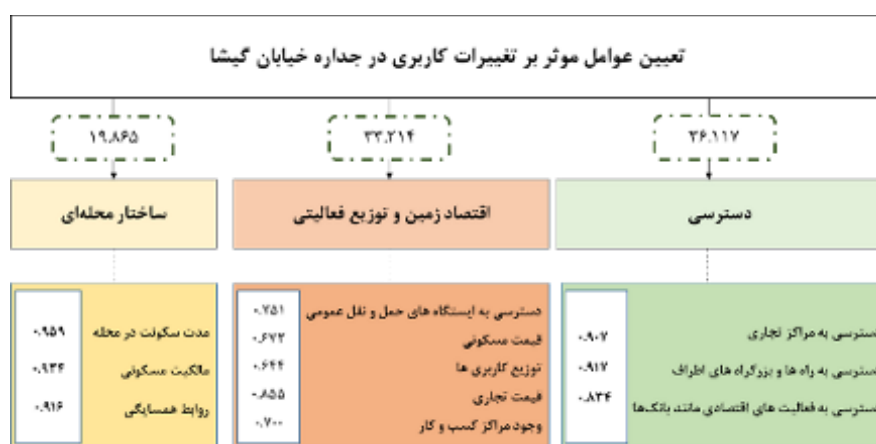 تعیین عوامل موثر بر تغییرات کاربری در جداره خیابان گیشا
۳۶.۱۱۷
۳۳.۲۱۴
۱۹.۸۶۵
دسترسی
اقتصاد زمین و توزیع فعالیتی
ساختار محله‌ای
دسترسی به مراکز تجاری ۰.۹۰۷
دسترسی به راه ها و بزرگراه های اطراف ۰.۹۱۷
دسترسی به فعالیت های اقتصادی مانند بانک‌ها ۰.۸۳۴
دسترسی به ایستگاه های حمل و نقل عمومی ۰.۷۵۱
قیمت مسکونی ۰.۶۷۳
توزیع کاربری ها ۰.۶۴۴
قیمت تجاری ۰.۸۵۵
وجود مراکز کسب و کار ۰.۷۰۰
مدت سکونت در محله ۰.۹۵۹
مالکیت مسکونی ۰.۹۳۴
روابط همسایگی ۰.۹۱۶